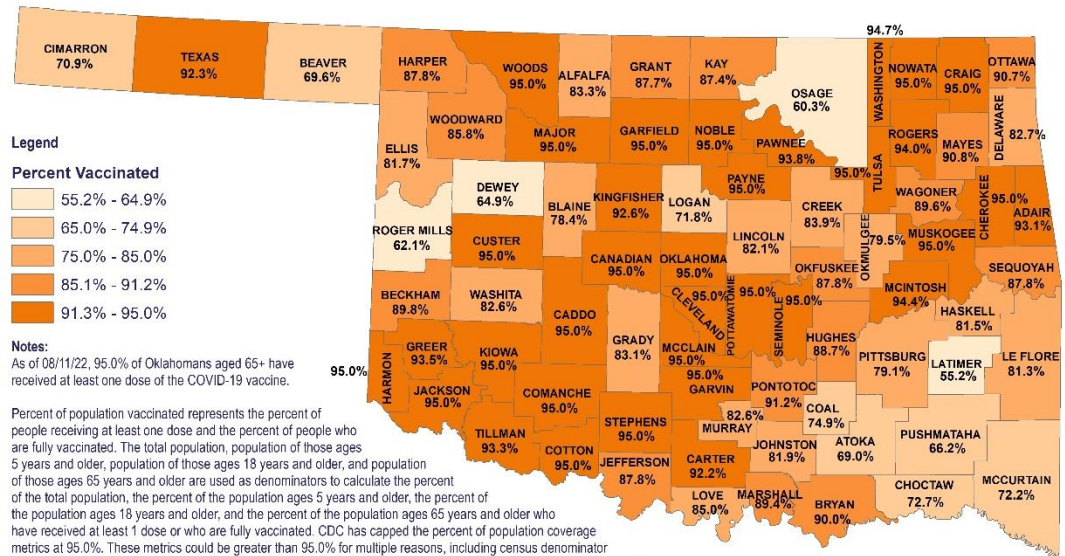 94.7%
CIMARRON
70.9%
TEXAS
92.3%
BEAVER
69.6%
HARPER
87.8%
WOODS
95.0%
ALFALFA
83.3%
GRANT
87.7%
KAY
87.4%
OSAGE
60.3%
WASHINGTON
NOWATA
95.0%
CRAIG
95.0%
OTTAWA
90.7%
WOODWARD
85.8%
MAJOR
95.0%
GARFIELD
95.0%
NOBLE
95.0%
PAWNEE
93.8%
ROGERS
94.0%
MAYES
90.8%
DELAWARE
82.7%
Legend
Percent Vaccinated
55.2% - 64.9%
65.0% - 74.9%
75.0% - 85.0%
85.1% - 91.2%
91.3% - 95.0%
ELLIS
81.7%
DEWEY
64.9%
BLAINE
78.4%
KINGFISHER
92.6%
LOGAN
71.8%
PAYNE
95.0%
95.0%
TULSA
CREEK
83.9%
WAGONER
89.6%
CHEROKEE
95.0%
ADAIR
93.1%
ROGER MILLS
62.1%
CUSTER
95.0%
CANADIAN
95.0%
OKLAHOMA
95.0%
LINCOLN
82.1%
OKMULGEE
79.5%
MUSKOGEE
95.0%
OKFUSKEE
87.8%
MCINTOSH
94.4%
SEQUOYAH
87.8%
BECKHAM
89.8%
WASHITA
82.6%
CADDO
95.0%
GRADY
83.1%
CLEVELAND
95.0%
POTTAWATOMIE
95.0%
SEMINOLE
95.0%
HUGHES
88.7%
PITTSBURG
79.1%
HASKELL
81.5%
LATIMER
55.2%
LE FLORE
81.3%
Notes:
As of 08/11/22, 95.0% of Oklahomans aged 65+ have
received at least one dose of the COVID-19 vaccine.
95.0%
HARMON
GREER
93.5%
KIOWA
95.0%
JACKSON
95.0%
COMANCHE
95.0%
MCCLAIN
95.0%
95.0%
GARVIN
PONTOTOC
91.2%
COAL
74.9%
TILLMAN
93.3%
COTTON
95.0%
STEPHENS
95.0%
82.6%
MURRAY
JOHNSTON
81.9%
ATOKA
69.0%
PUSHMATAHA
66.2%
JEFFERSON
87.8%
CARTER
92.2%
LOVE
85.0%
MARSHALL
89.4%
BRYAN
90.0%
CHOCTAW
72.7%
MCCURTAIN
72.2%
Percent of population vaccinated represents the percent of
people receiving at least one dose and the percent of people who
are fully vaccinated. The total population, population of those ages
5 years and older, population of those ages 18 years and older, and population
of those ages 65 years and older are used as denominators to calculate the percent
of the total population, the percent of the population ages 5 years and older, the percent of
the population ages 18 years and older, and the percent of the population ages 65 years and older who
have received at least 1 dose or who are fully vaccinated. CDC has capped the percent of population coverage
metrics at 95.0%. These metrics could be greater than 95.0% for multiple reasons, including census denominator